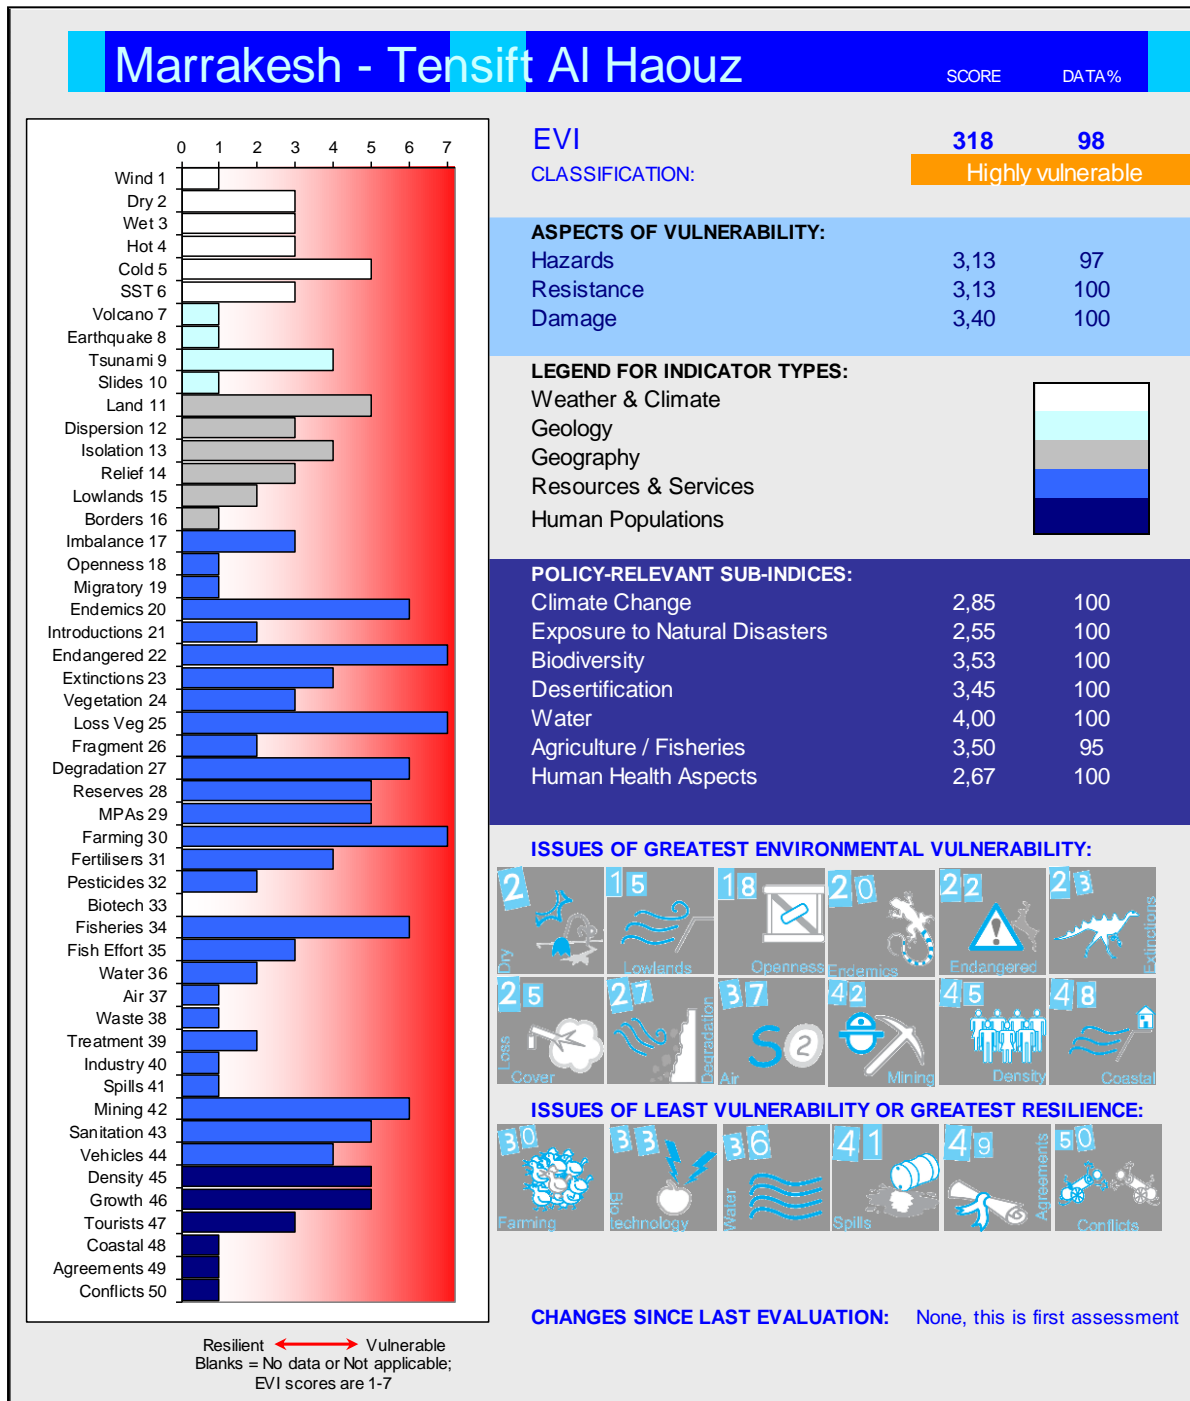 Marrakesh - Tensift Al Haouz SCORE DATA%
0 1 2 3 4 5 6 7
Wind 1
Dry 2
Wet 3
Hot 4
Cold 5
SST 6
Volcano 7
Earthquake 8
Tsunami 9
Slides 10
Land 11
Dispersion 12
Isolation 13
Relief 14
Lowlands 15
Borders 16
Imbalance 17
Openness 18
Migratory 19
Endemics 20
Introductions 21
Endangered 22
Extinctions 23
Vegetation 24
Loss Veg 25
Fragment 26
Degradation 27
Reserves 28
MPAs 29
Farming 30
Fertilisers 31
Pesticides 32
Biotech 33
Fisheries 34
Fish Effort 35
Water 36
Air 37
Waste 38
Treatment 39
Industry 40
Spills 41
Mining 42
Sanitation 43
Vehicles 44
Density 45
Growth 46
Tourists 47
Coastal 48
Agreements 49
Conflicts 50
Resilient Vulnerable
Blanks = No data or Not applicable;
EVI scores are 1-7
EVI 318 98
CLASSIFICATION: Highly vulnerable
ASPECTS OF VULNERABILITY:
Hazards 3,13 97
Resistance 3,13 100
Damage 3,40 100
LEGEND FOR INDICATOR TYPES:
Weather & Climate
Geology
Geography
Resources & Services
Human Populations
POLICY-RELEVANT SUB-INDICES:
Climate Change 2,85 100
Exposure to Natural Disasters 2,55 100
Biodiversity 3,53 100
Desertification 3,45 100
Water 4,00 100
Agriculture / Fisheries 3,50 95
Human Health Aspects 2,67 100
ISSUES OF GREATEST ENVIRONMENTAL VULNERABILITY:
2 Dry
15 Lowlands
18 Openness
20 Endemics
22 Endangered
23 Extinctions
25 Loss Cover
27 Degradation
37 Air S O2
42 Mining
45 Density
48 Coastal
ISSUES OF LEAST VULNERABILITY OR GREATEST RESILIENCE:
30 Farming
33 Bio technology
36 Water
41 Spills
49 Agreements
50 Conflicts
CHANGES SINCE LAST EVALUATION: None, this is first assessment